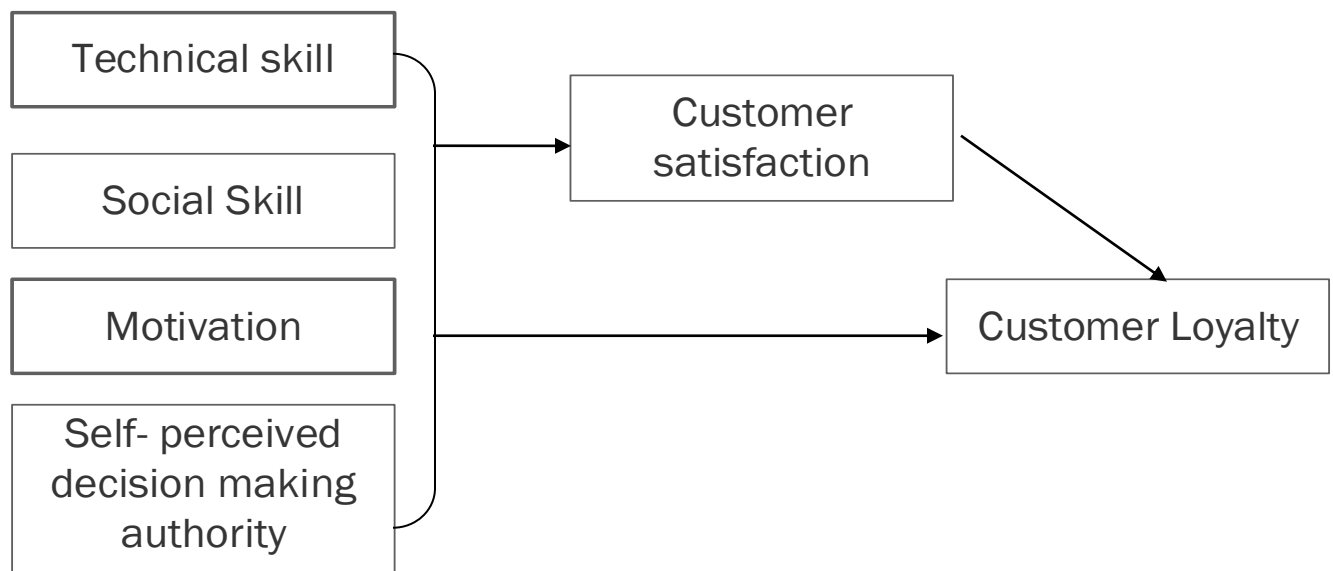 Technical skill
Customer
satisfaction
Social Skill
Motivation
Customer Loyalty
Self- perceived
decision making
authority